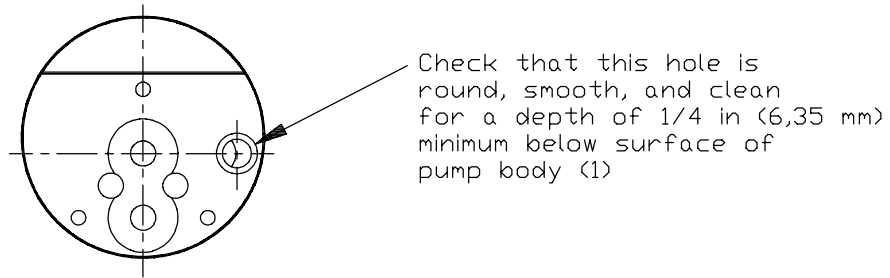 Check that this hole is
round, smooth, and clean
for a depth of 1/4 in (6,35 mm)
minimum below surface of
pump body (1)